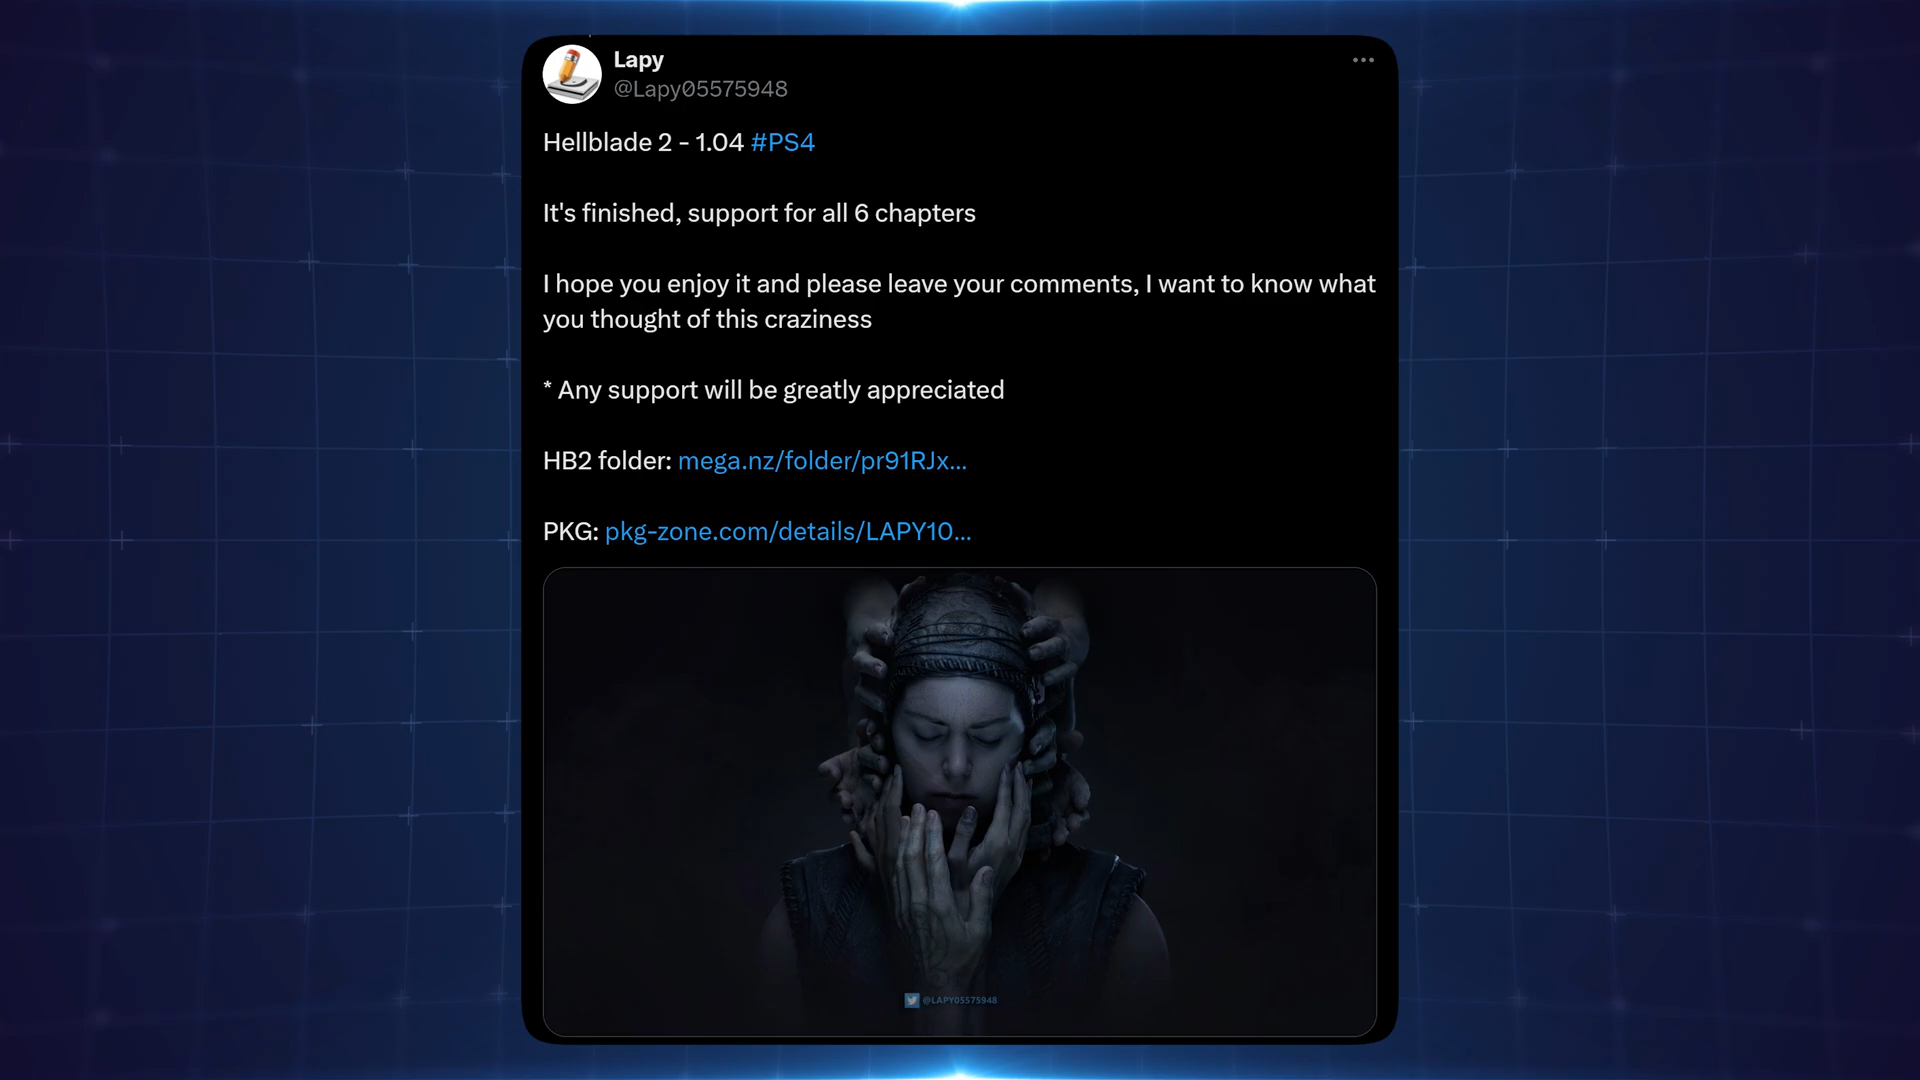 Lapy
@Lapy05575948
Hellblade 2 - 1.04 #PS4
It's finished, support for all 6 chapters
I hope you enjoy it and please leave your comments, I want to know what
you thought of this craziness
* Any support will be greatly appreciated
HB2 folder: mega.nz/folder/pr91RJx...
PKG: pkg-zone.com/details/LAPY10...
@LAPY05575948